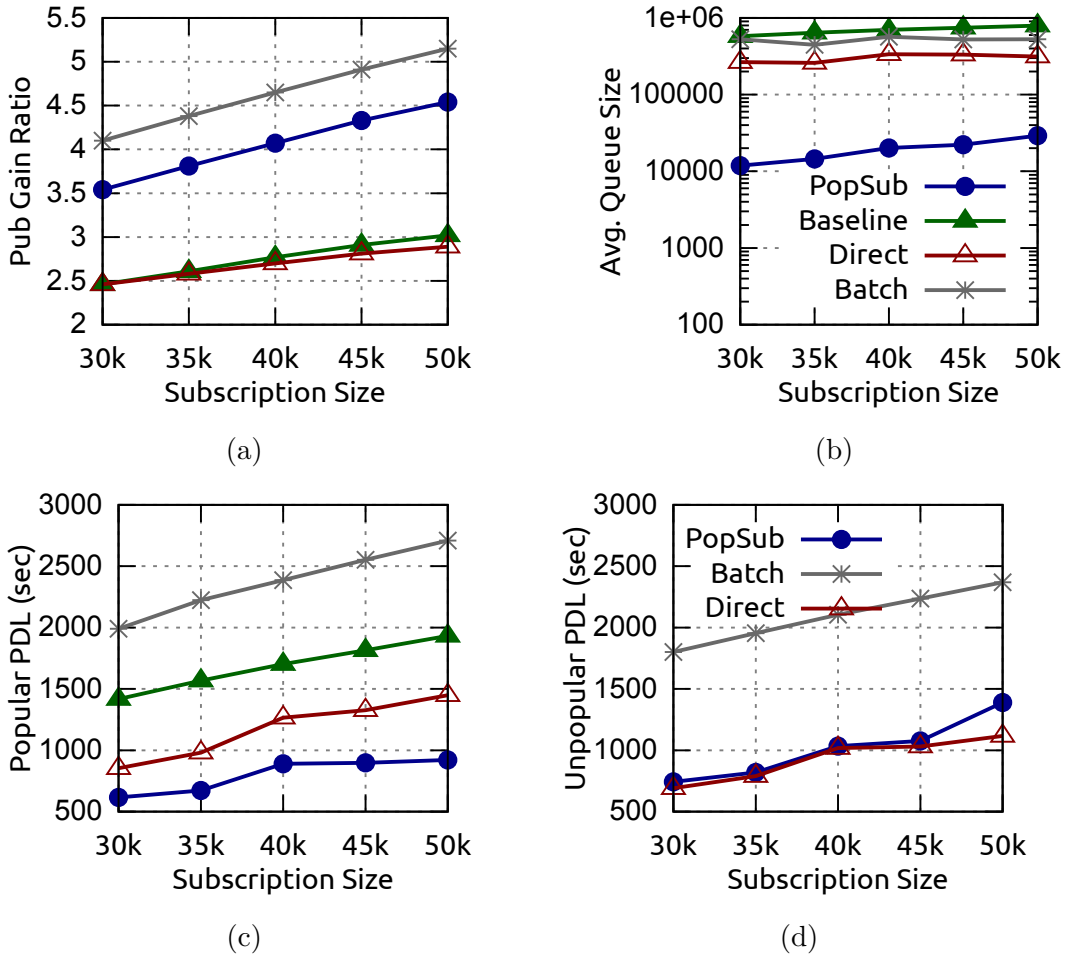 5.5
5
4.5
4
3.5
3
2.5
2
Pub Gain Ratio
30k 35k 40k 45k 50k
Subscription Size
(a)
1e+06
100000
10000
1000
100
Avg. Queue Size
PopSub
Baseline
Direct
Batch
30k 35k 40k 45k 50k
Subscription Size
(b)
3000
2500
2000
1500
1000
500
Popular PDL (sec)
30k 35k 40k 45k 50k
Subscription Size
(c)
3000
2500
2000
1500
1000
500
Unpopular PDL (sec)
PopSub
Batch
Direct
30k 35k 40k 45k 50k
Subscription Size
(d)